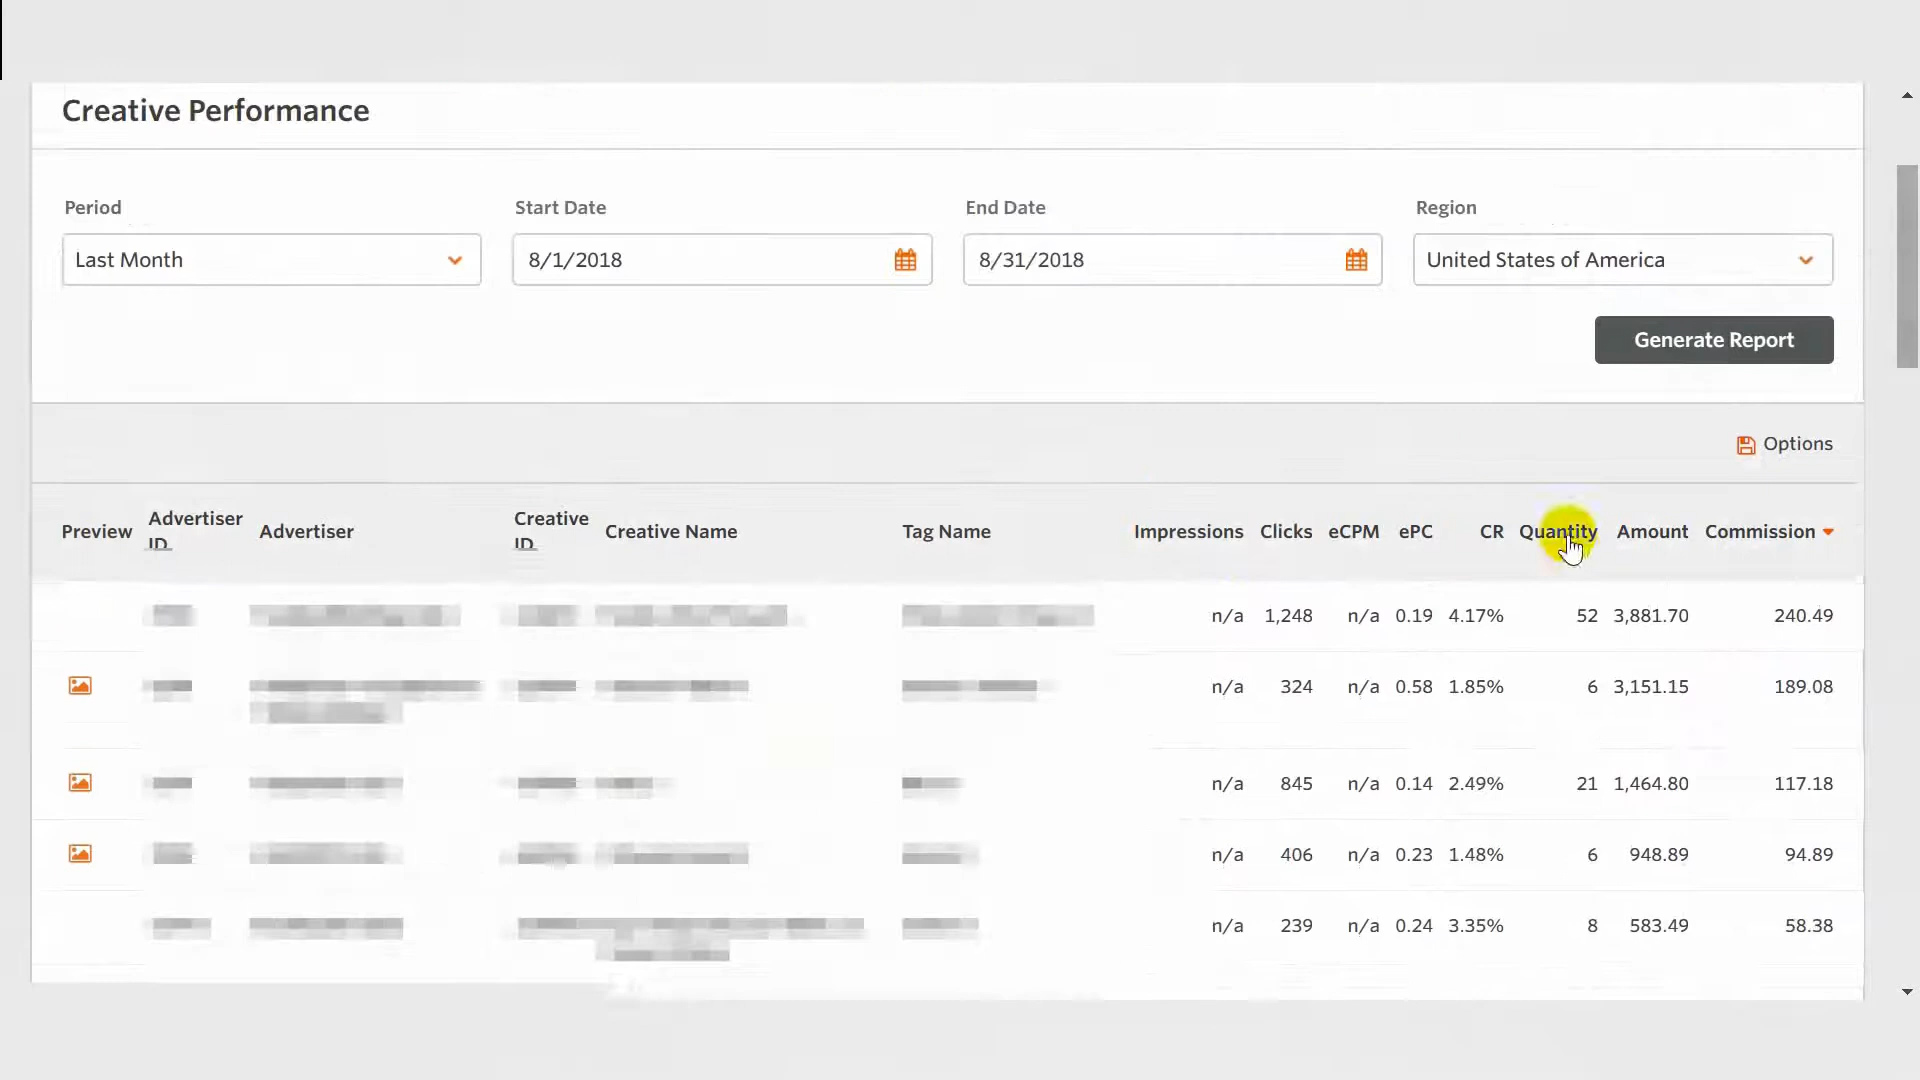 Creative Performance
Period Start Date End Date Region
Last Month 8/1/2018 8/31/2018 United States of America
Generate Report
Options
Preview Advertiser ID Advertiser Creative ID Creative Name Tag Name Impressions Clicks eCPM ePC CR Quantity Amount Commission
n/a 1,248 n/a 0.19 4.17% 52 3,881.70 240.49
n/a 324 n/a 0.58 1.85% 6 3,151.15 189.08
n/a 845 n/a 0.14 2.49% 21 1,464.80 117.18
n/a 406 n/a 0.23 1.48% 6 948.89 94.89
n/a 239 n/a 0.24 3.35% 8 583.49 58.38